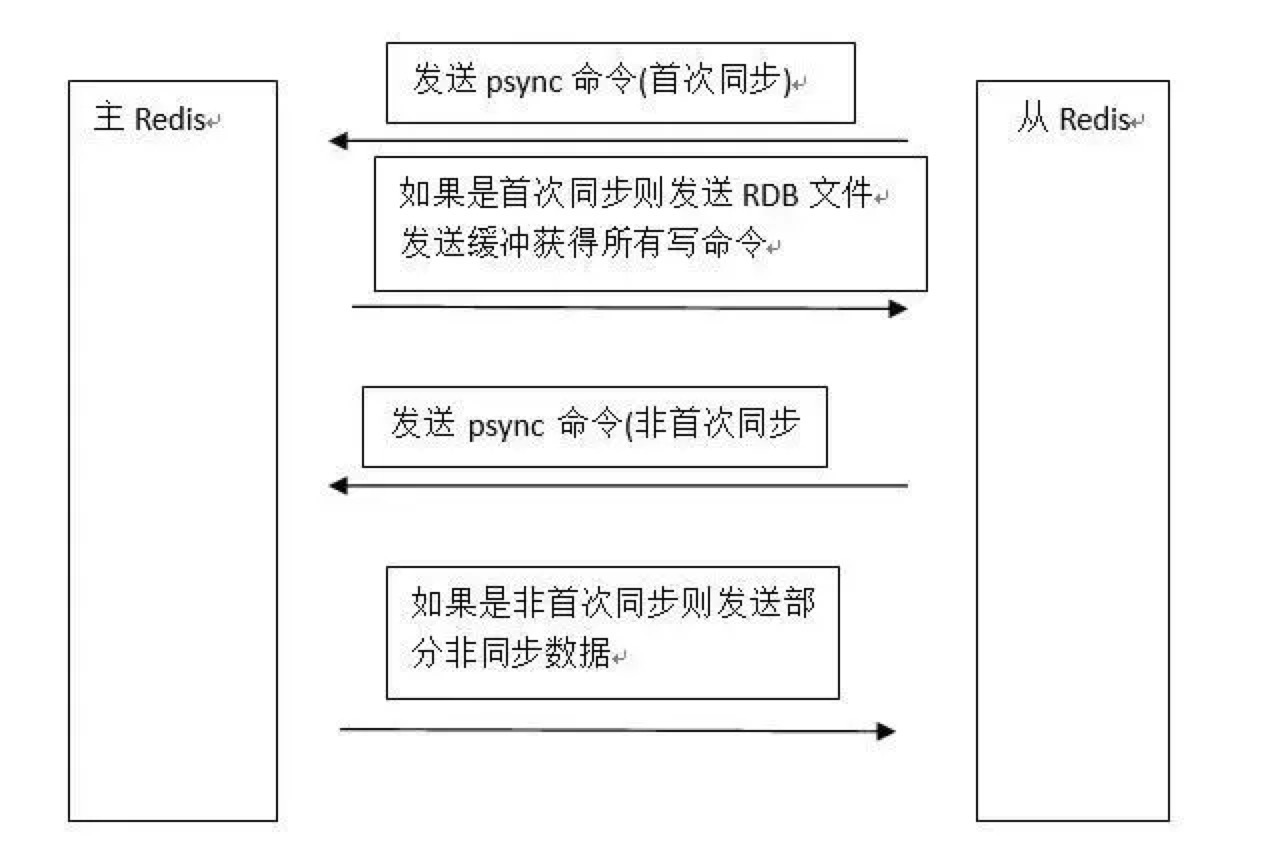 主 Redis
发送 psync 命令(首次同步)
从 Redis
如果是首次同步则发送 RDB 文件
发送缓冲获得所有写命令
发送 psync 命令(非首次同步
如果是非首次同步则发送部
分非同步数据